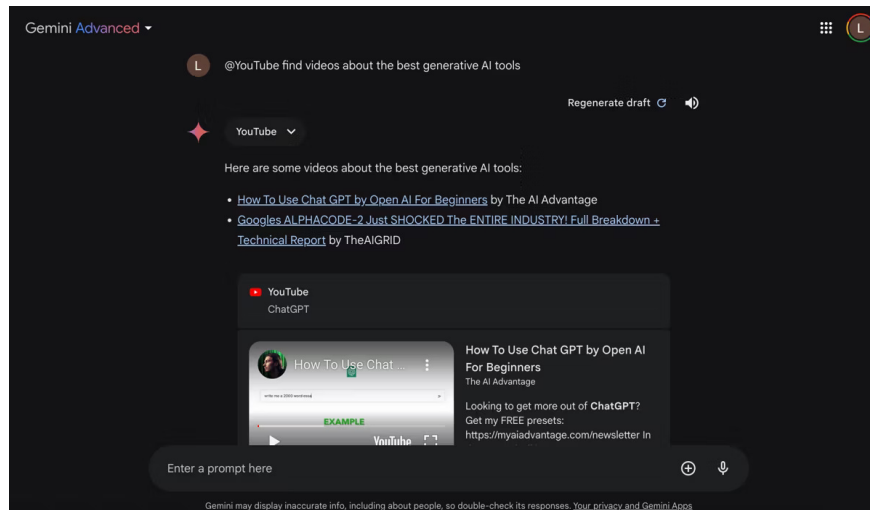 Gemini Advanced
L
L
@YouTube find videos about the best generative AI tools
Regenerate draft
YouTube
Here are some videos about the best generative AI tools:
• How To Use Chat GPT by Open AI For Beginners by The AI Advantage
• Googles ALPHACODE-2 Just SHOCKED The ENTIRE INDUSTRY! Full Breakdown +
Technical Report by TheAIGRID
YouTube
ChatGPT
How To Use Chat ...
EXAMPLE
YouTube
How To Use Chat GPT by Open AI
For Beginners
The AI Advantage
Looking to get more out of ChatGPT?
Get my FREE presets:
https://myaiadvantage.com/newsletter In
Enter a prompt here
Gemini may display inaccurate info, including about people, so double-check its responses. Your privacy and Gemini Apps